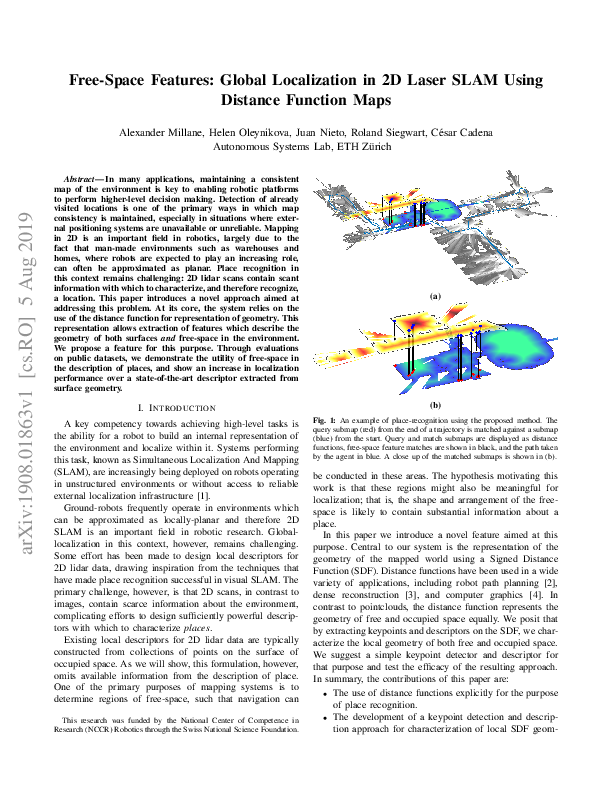 Free-Space Features: Global Localization in 2D Laser SLAM Using
Distance Function Maps
Alexander Millane, Helen Oleynikova, Juan Nieto, Roland Siegwart, César Cadena
Autonomous Systems Lab, ETH Zürich
arXiv:1908.01863v1 [cs.RO] 5 Aug 2019
Abstract—In many applications, maintaining a consistent
map of the environment is key to enabling robotic platforms
to perform higher-level decision making. Detection of already
visited locations is one of the primary ways in which map
consistency is maintained, especially in situations where exter-
nal positioning systems are unavailable or unreliable. Mapping
in 2D is an important field in robotics, largely due to the
fact that man-made environments such as warehouses and
homes, where robots are expected to play an increasing role,
can often be approximated as planar. Place recognition in
this context remains challenging: 2D lidar scans contain scant
information with which to characterize, and therefore recognize,
a location. This paper introduces a novel approach aimed at
addressing this problem. At its core, the system relies on the
use of the distance function for representation of geometry. This
representation allows extraction of features which describe the
geometry of both surfaces and free-space in the environment.
We propose a feature for this purpose. Through evaluations
on public datasets, we demonstrate the utility of free-space in
the description of places, and show an increase in localization
performance over a state-of-the-art descriptor extracted from
surface geometry.
I. Introduction
A key competency towards achieving high-level tasks is
the ability for a robot to build an internal representation of
the environment and localize within it. Systems performing
this task, known as Simultaneous Localization And Mapping
(SLAM), are increasingly being deployed on robots operating
in unstructured environments or without access to reliable
external localization infrastructure [1].
Ground-robots frequently operate in environments which
can be approximated as locally-planar and therefore 2D
SLAM is an important field in robotic research. Global-
localization in this context, however, remains challenging.
Some effort has been made to design local descriptors for
2D lidar data, drawing inspiration from the techniques that
have made place recognition successful in visual SLAM. The
primary challenge, however, is that 2D scans, in contrast to
images, contain scarce information about the environment,
complicating efforts to design sufficiently powerful descrip-
tors with which to characterize places.
Existing local descriptors for 2D lidar data are typically
constructed from collections of points on the surface of
occupied space. As we will show, this formulation, however,
omits available information from the description of place.
One of the primary purposes of mapping systems is to
determine regions of free-space, such that navigation can
This research was funded by the National Center of Competence in
Research (NCCR) Robotics through the Swiss National Science Foundation.
(a)
(b)
Fig. 1: An example of place-recognition using the proposed method. The
query submap (red) from the end of a trajectory is matched against a submap
(blue) from the start. Query and match submaps are displayed as distance
functions, free-space feature matches are shown in black, and the path taken
by the agent in blue. A close up of the matched submaps is shown in (b).
be conducted in these areas. The hypothesis motivating this
work is that these regions might also be meaningful for
localization; that is, the shape and arrangement of the free-
space is likely to contain substantial information about a
place.
In this paper we introduce a novel feature aimed at this
purpose. Central to our system is the representation of the
geometry of the mapped world using a Signed Distance
Function (SDF). Distance functions have been used in a wide
variety of applications, including robot path planning [2],
dense reconstruction [3], and computer graphics [4]. In
contrast to pointclouds, the distance function represents the
geometry of free and occupied space equally. We posit that
by extracting keypoints and descriptors on the SDF, we char-
acterize the local geometry of both free and occupied space.
We suggest a simple keypoint detector and descriptor for
that purpose and test the efficacy of the resulting approach.
In summary, the contributions of this paper are:
• The use of distance functions explicitly for the purpose
of place recognition.
• The development of a keypoint detection and descrip-
tion approach for characterization of local SDF geom-